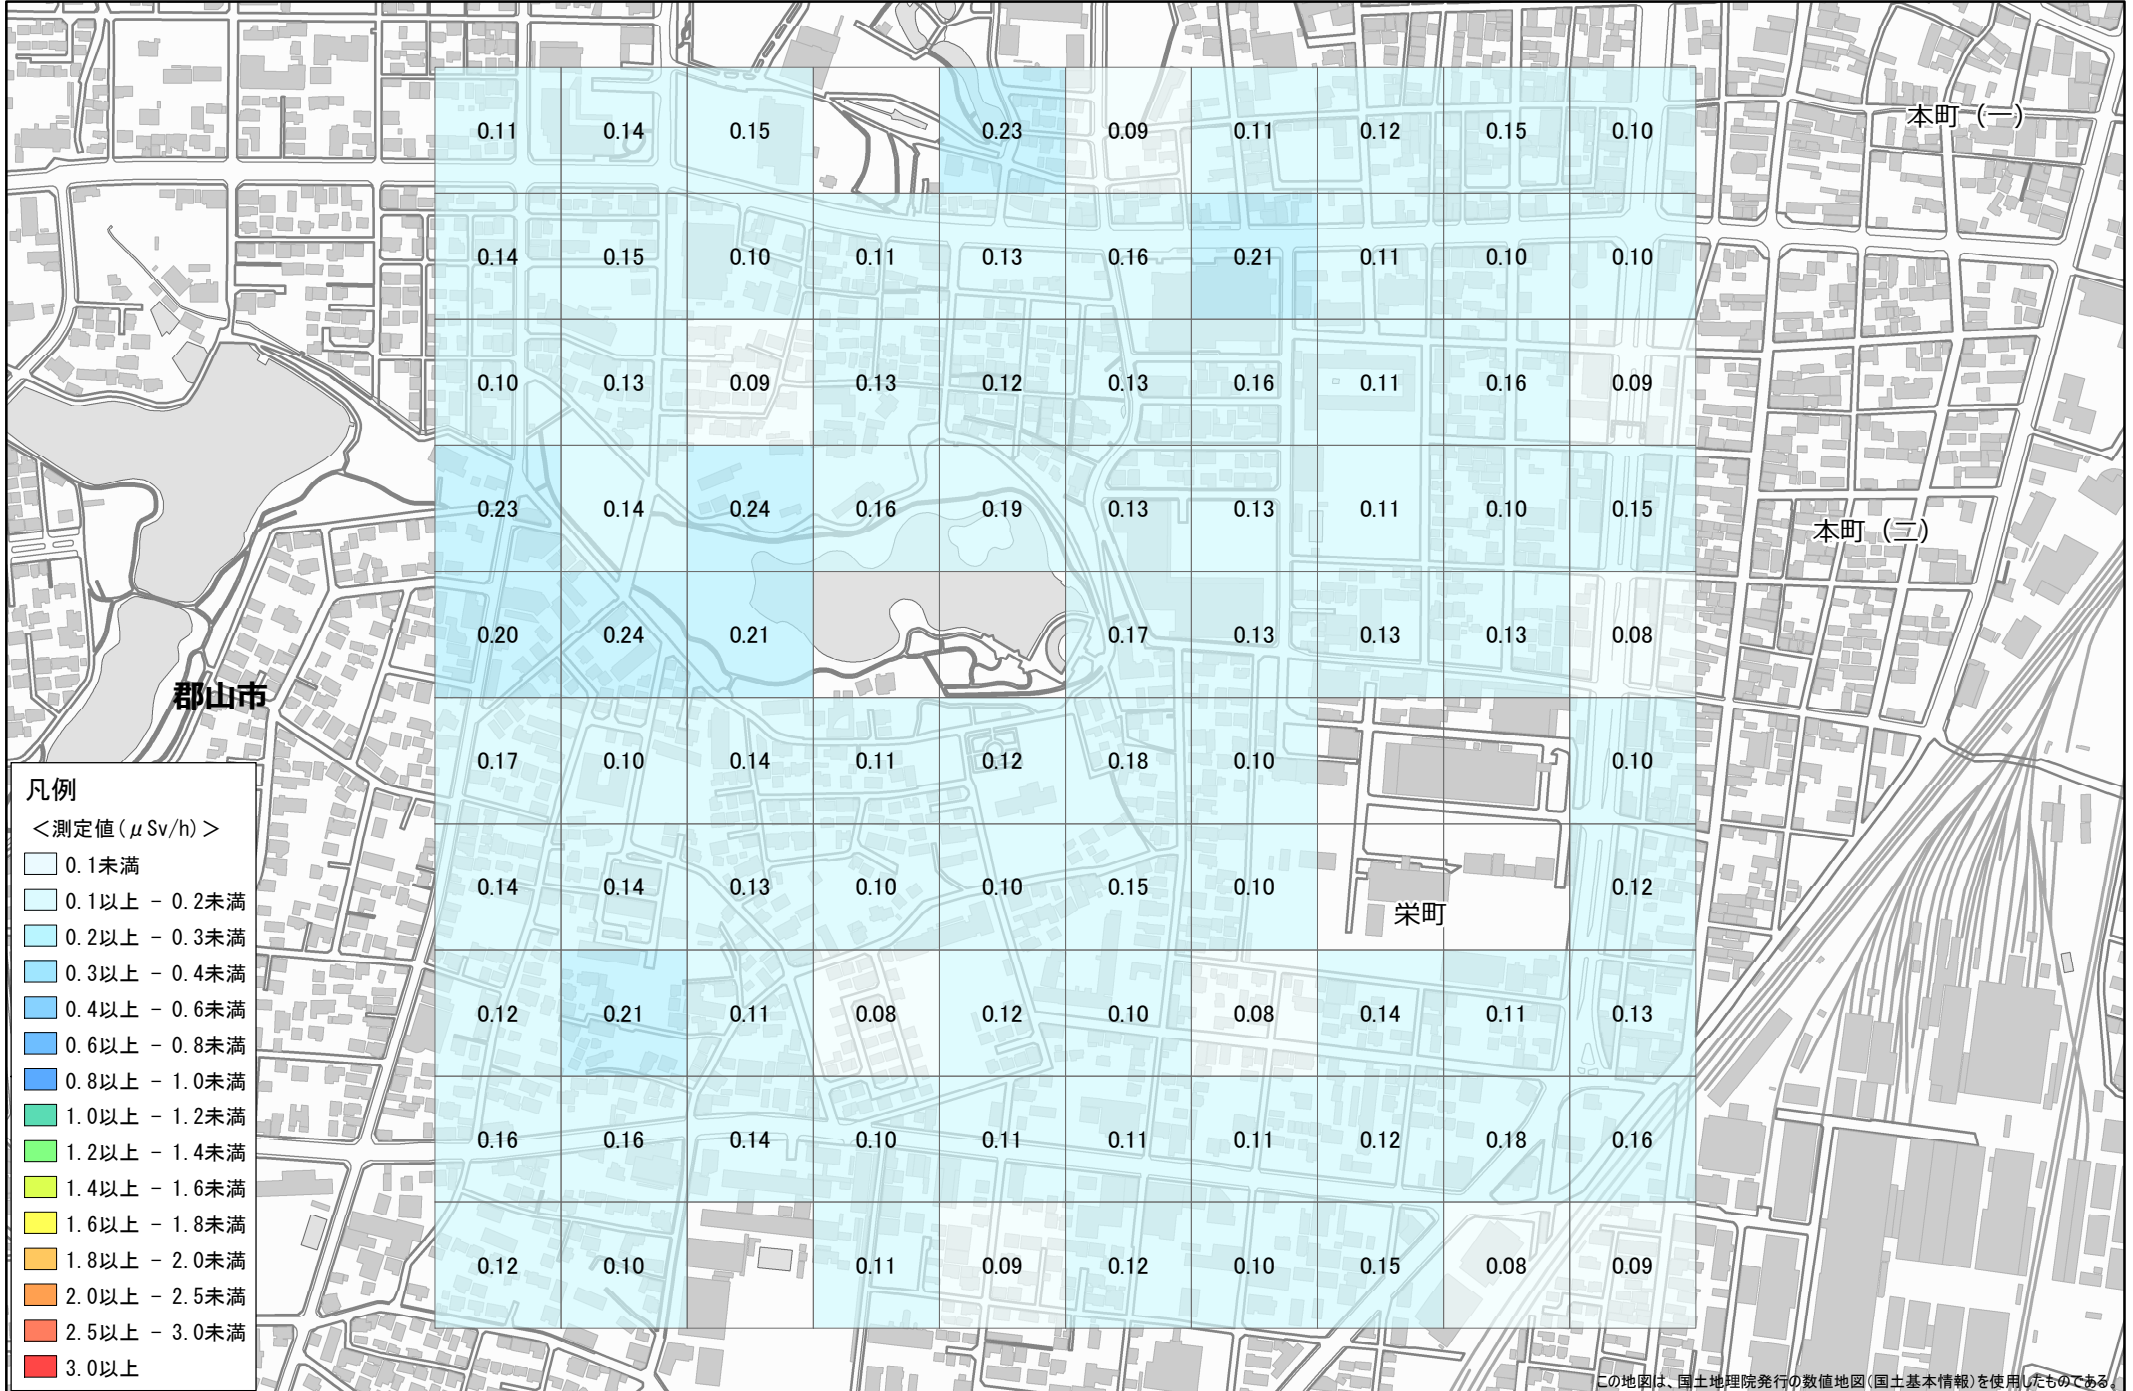 本町（一）
0.11 0.14 0.15 0.23 0.09 0.11 0.12 0.15 0.10
0.14 0.15 0.10 0.11 0.13 0.16 0.21 0.11 0.10 0.10
0.10 0.13 0.09 0.13 0.12 0.13 0.16 0.11 0.16 0.09
0.23 0.14 0.24 0.16 0.19 0.13 0.13 0.11 0.10 0.15
本町（二）
0.20 0.24 0.21 0.17 0.13 0.13 0.13 0.08
郡山市
0.17 0.10 0.14 0.11 0.12 0.18 0.10 0.10
0.14 0.14 0.13 0.10 0.10 0.15 0.10 0.12
栄町
0.12 0.21 0.11 0.08 0.12 0.10 0.08 0.14 0.11 0.13
0.16 0.16 0.14 0.10 0.11 0.11 0.11 0.12 0.18 0.16
0.12 0.10 0.11 0.09 0.12 0.10 0.15 0.08 0.09
凡例
＜測定値(μSv/h)＞
0.1未満
0.1以上 － 0.2未満
0.2以上 － 0.3未満
0.3以上 － 0.4未満
0.4以上 － 0.6未満
0.6以上 － 0.8未満
0.8以上 － 1.0未満
1.0以上 － 1.2未満
1.2以上 － 1.4未満
1.4以上 － 1.6未満
1.6以上 － 1.8未満
1.8以上 － 2.0未満
2.0以上 － 2.5未満
2.5以上 － 3.0未満
3.0以上
この地図は、国土地理院発行の数値地図(国土基本情報)を使用したものである。